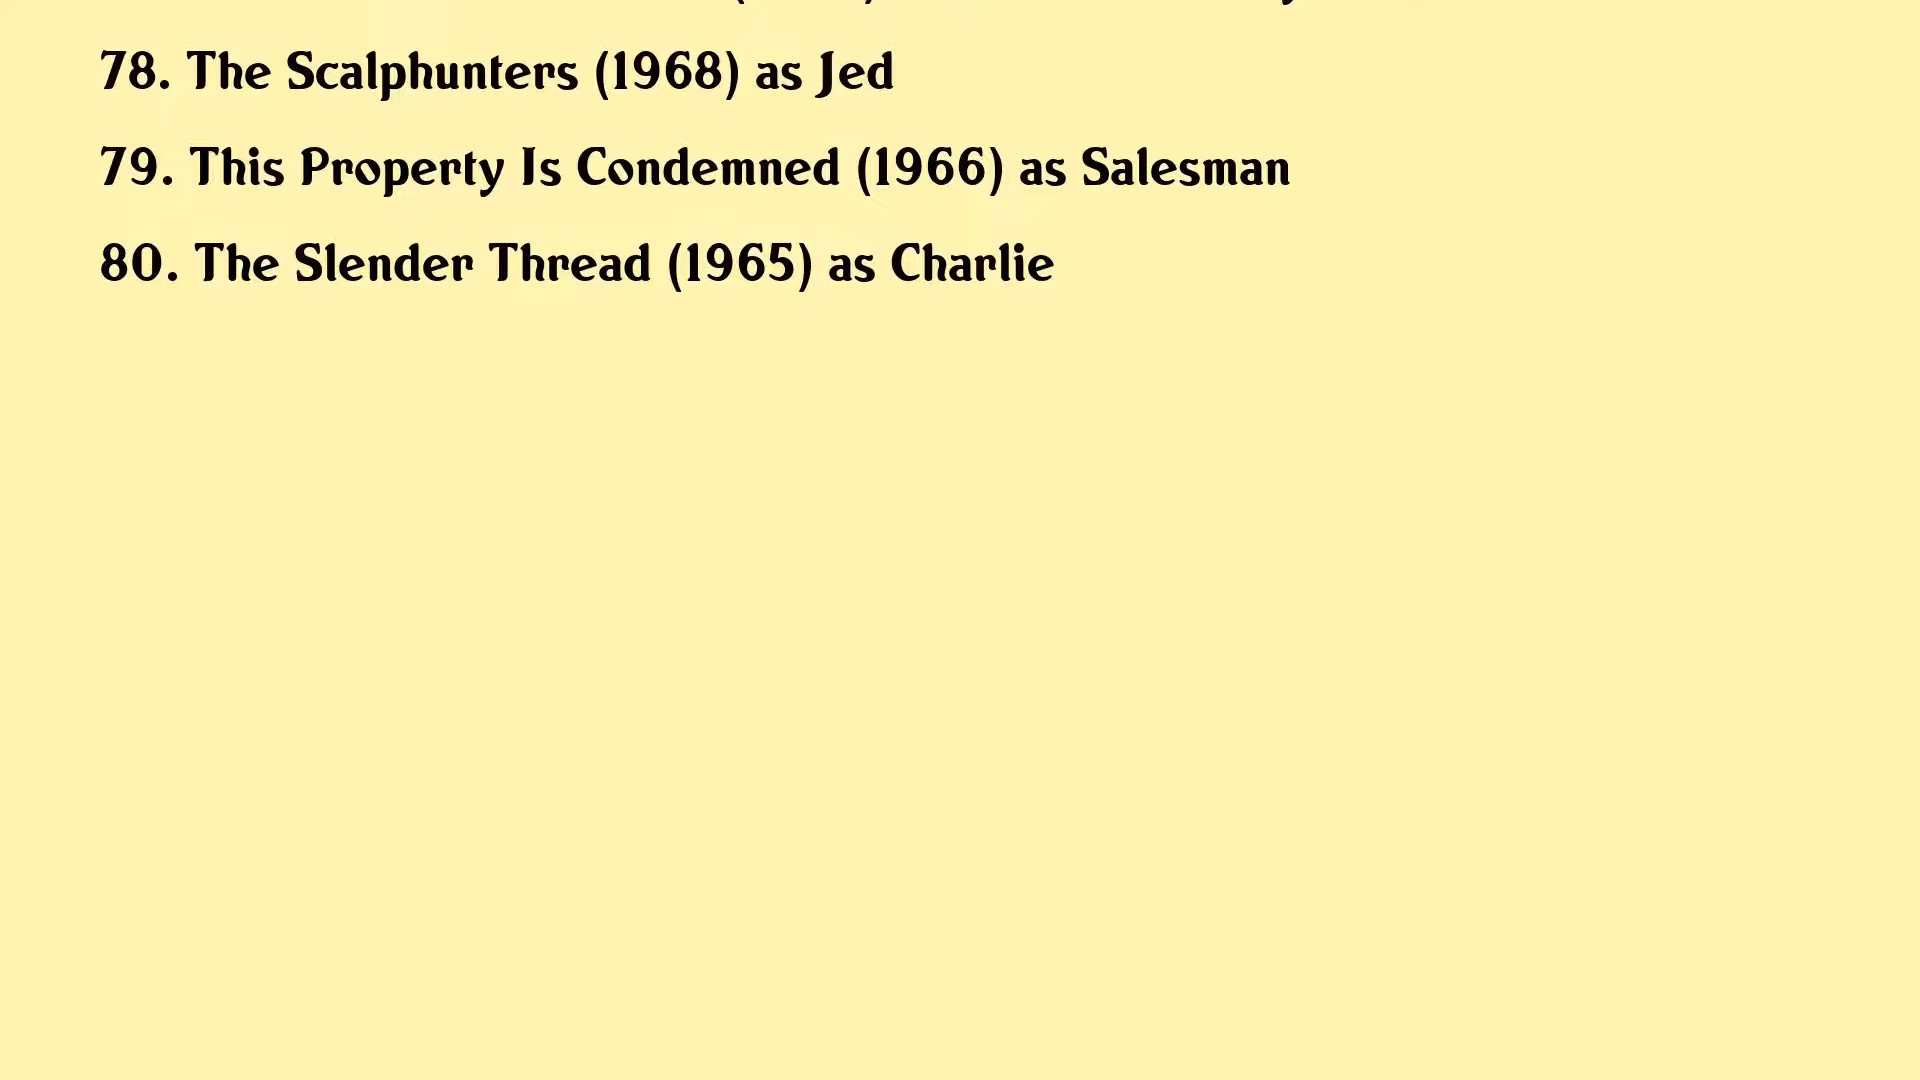 78. The Scalphunters (1968) as Jed
79. This Property Is Condemned (1966) as Salesman
80. The Slender Thread (1965) as Charlie